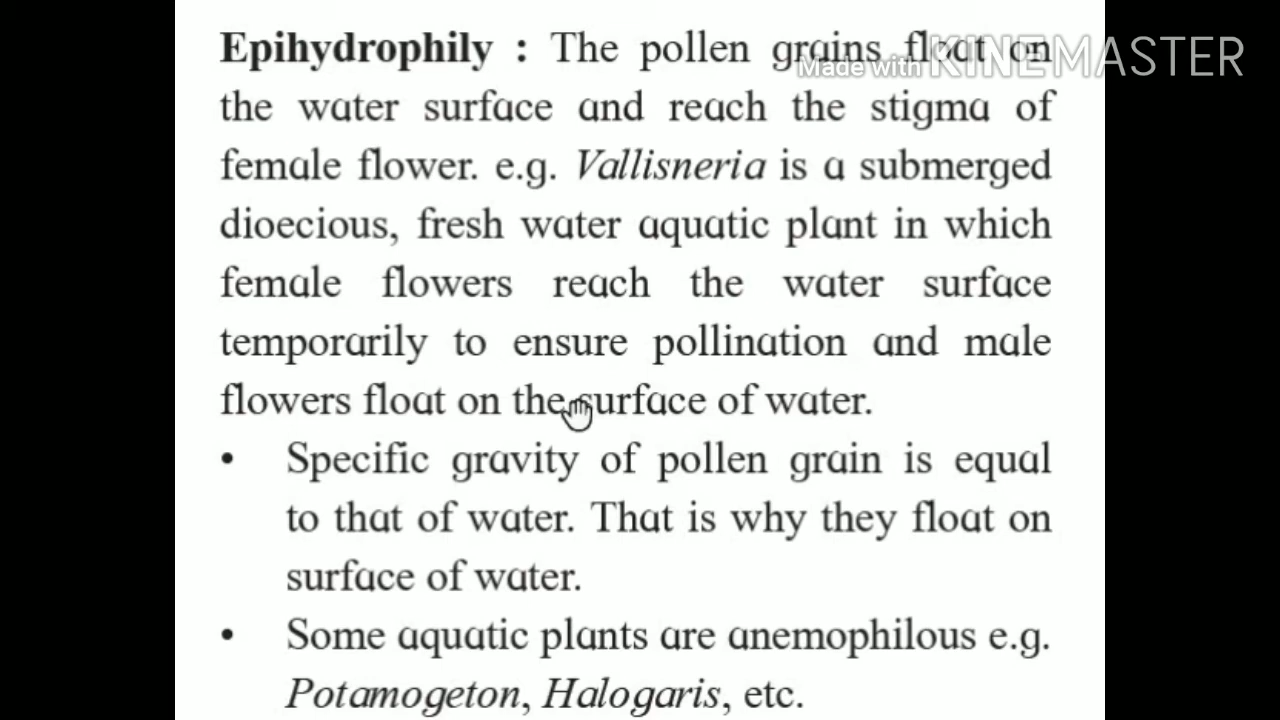 Epihydrophily : The pollen grains float on
Made with KINEMASTER
the water surface and reach the stigma of
female flower. e.g. Vallisneria is a submerged
dioecious, fresh water aquatic plant in which
female flowers reach the water surface
temporarily to ensure pollination and male
flowers float on the surface of water.
• Specific gravity of pollen grain is equal
to that of water. That is why they float on
surface of water.
• Some aquatic plants are anemophilous e.g.
Potamogeton, Halogaris, etc.